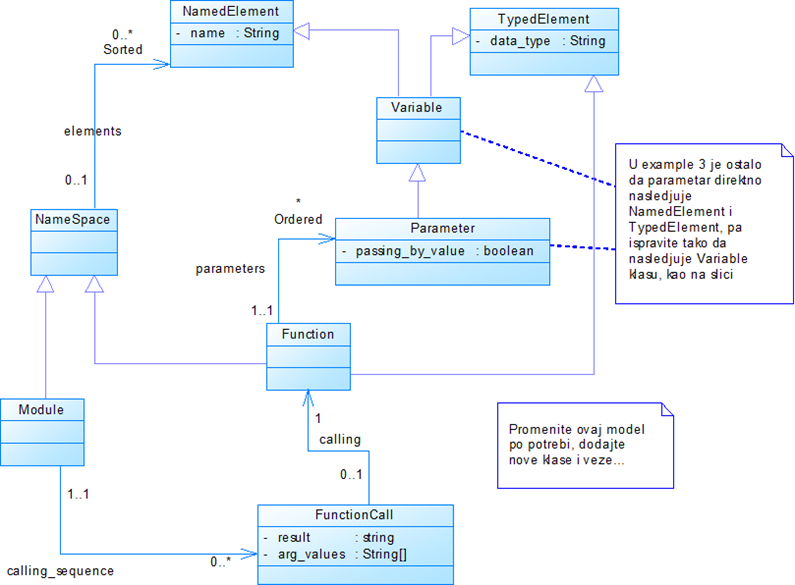 NamedElement
- name : String
TypedElement
- data_type : String
0..*
Sorted
elements
0..1
Variable
U example 3 je ostalo
da parametar direktno
nasledjuje
NamedElement i
TypedElement, pa
ispravite tako da
nasledjuje Variable
klasu, kao na slici
NameSpace
*
Ordered
Parameter
- passing_by_value : boolean
parameters
1..1
Function
Module
1
calling
0..1
Promenite ovaj model
po potrebi, dodajte
nove klase i veze...
1..1
FunctionCall
- result : string
- arg_values : String[]
0..*
calling_sequence